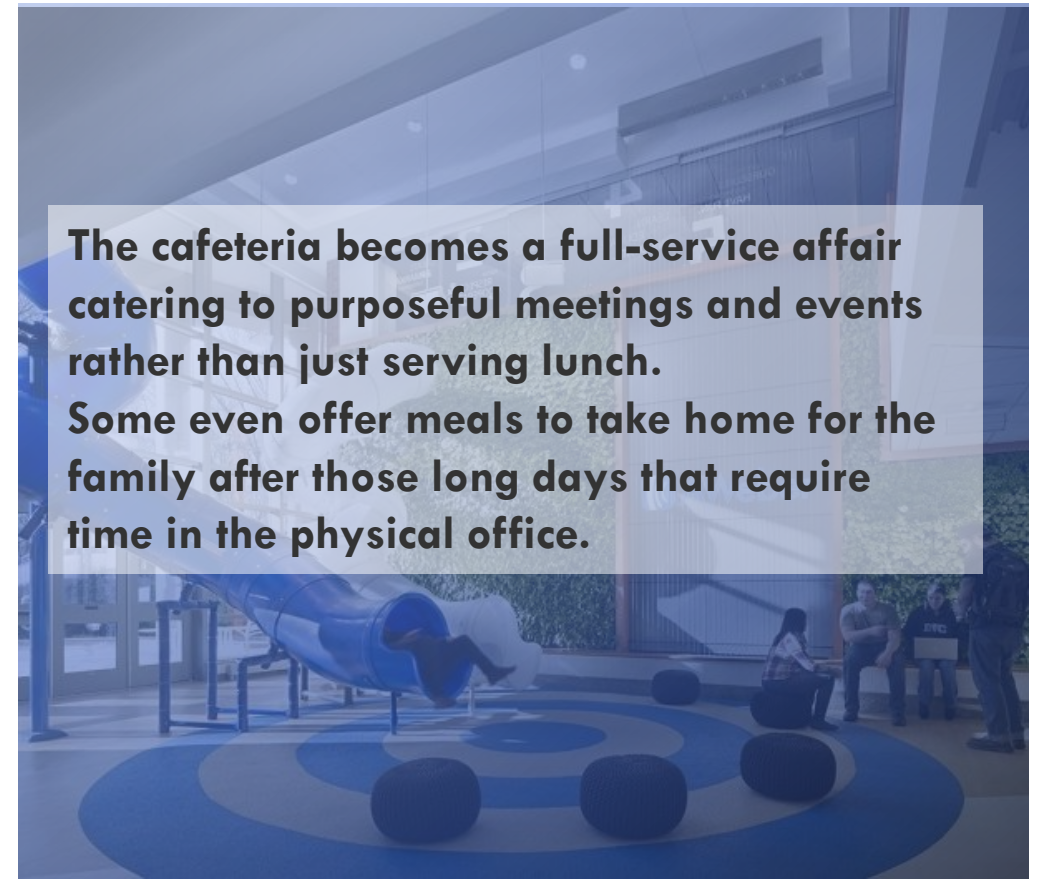 The cafeteria becomes a full-service affair
catering to purposeful meetings and events
rather than just serving lunch.
Some even offer meals to take home for the
family after those long days that require
time in the physical office.